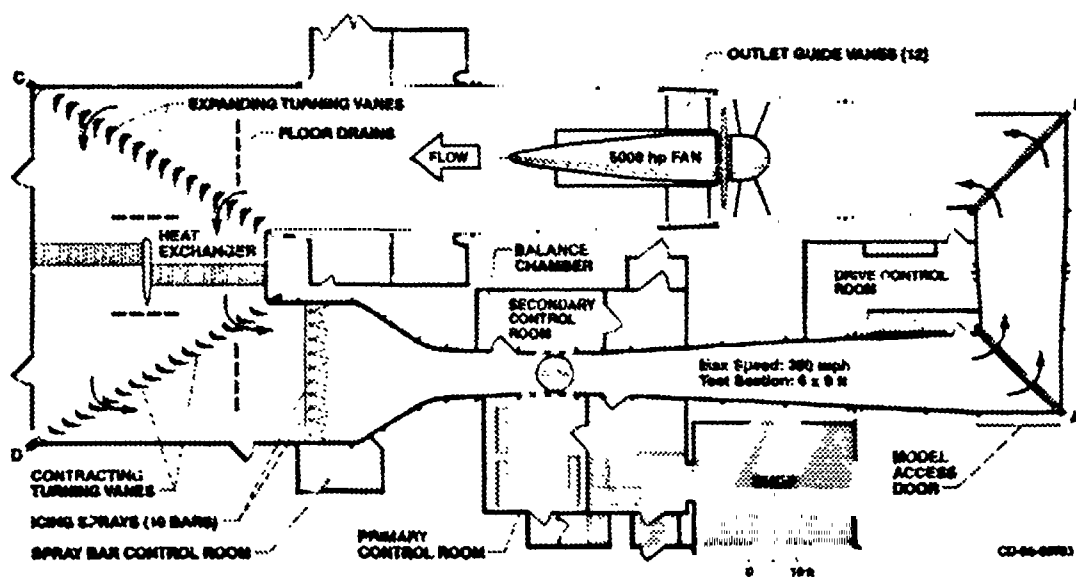 OUTLET GUIDE VANES (12)
C
EXPANDING TURNING VANES
FLOOR DRAINS
FLOW
5000 hp FAN
HEAT
EXCHANGER
BALANCE
CHAMBER
SECONDARY
CONTROL
ROOM
DRIVE CONTROL
ROOM
Max Speed: mph
Test Section: 6 x 9 ft
D
A
CONTRACTING
TURNING VANES
MODEL
ACCESS
DOOR
SHOP
ICING SPRAYS (10 BARS)
SPRAY BAR CONTROL ROOM
PRIMARY
CONTROL ROOM
0